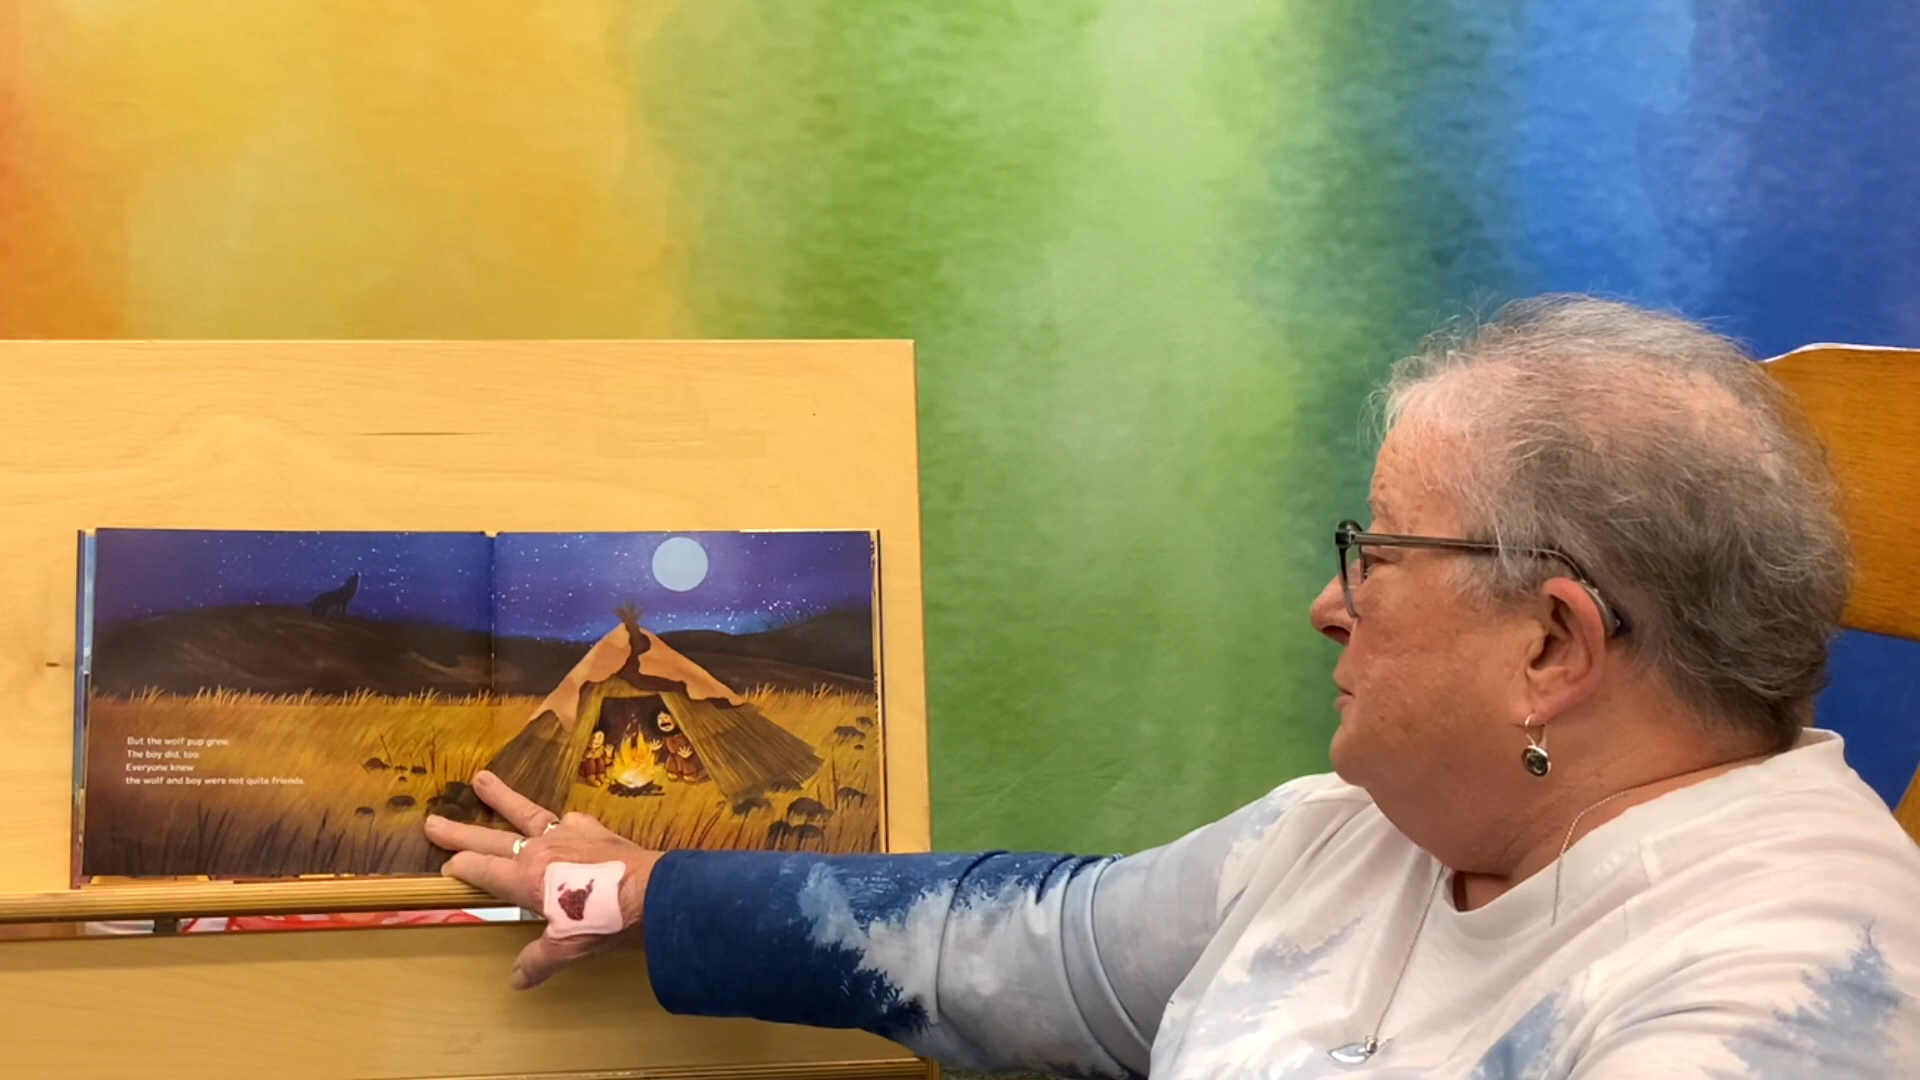 But the wolf pup grew.
The boy did, too.
Everyone knew
the wolf and boy were not quite friends.